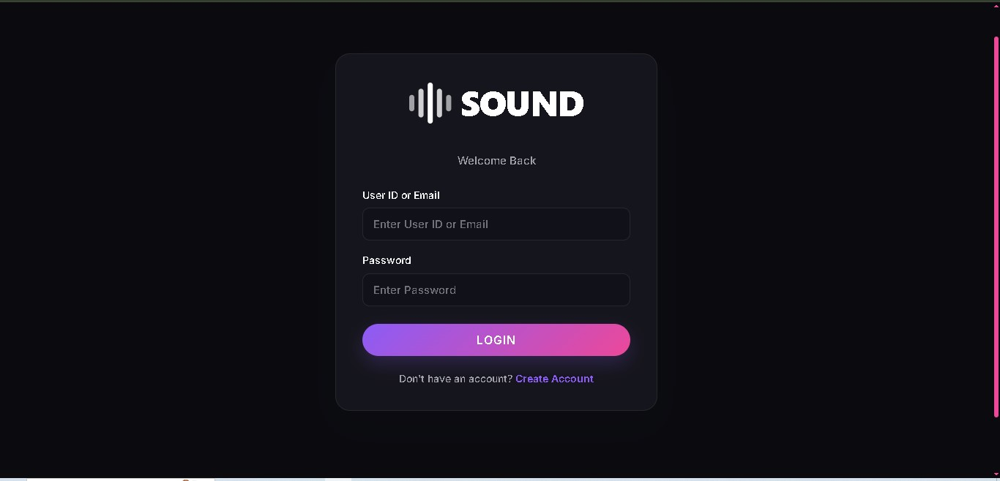 SOUND
Welcome Back
User ID or Email
Enter User ID or Email
Password
Enter Password
LOGIN
Don't have an account? Create Account